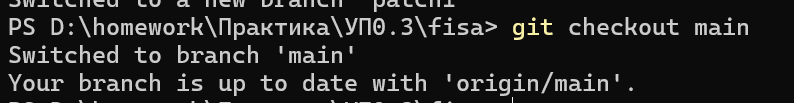 Switched to a new branch 'patch1'
PS D:\homework\Практика\УП0.3\fisa> git checkout main
Switched to branch 'main'
Your branch is up to date with 'origin/main'.